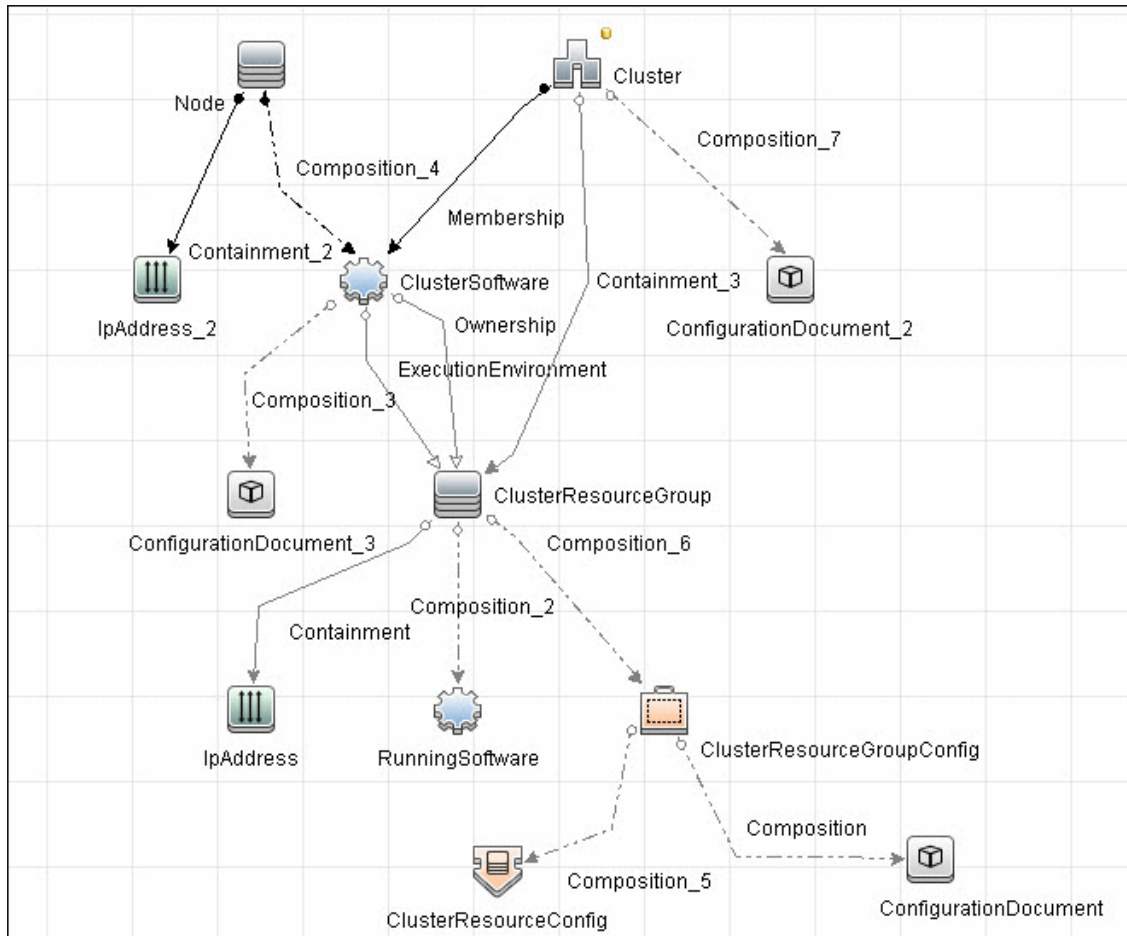 Cluster
Node
Composition_7
Composition_4
Membership
Containment_2
ClusterSoftware
Containment_3
IpAddress_2
Ownership
ConfigurationDocument_2
ExecutionEnvironment
Composition_3
ClusterResourceGroup
ConfigurationDocument_3
Composition_6
Composition_2
Containment
IpAddress
RunningSoftware
ClusterResourceGroupConfig
Composition
Composition_5
ClusterResourceConfig
ConfigurationDocument